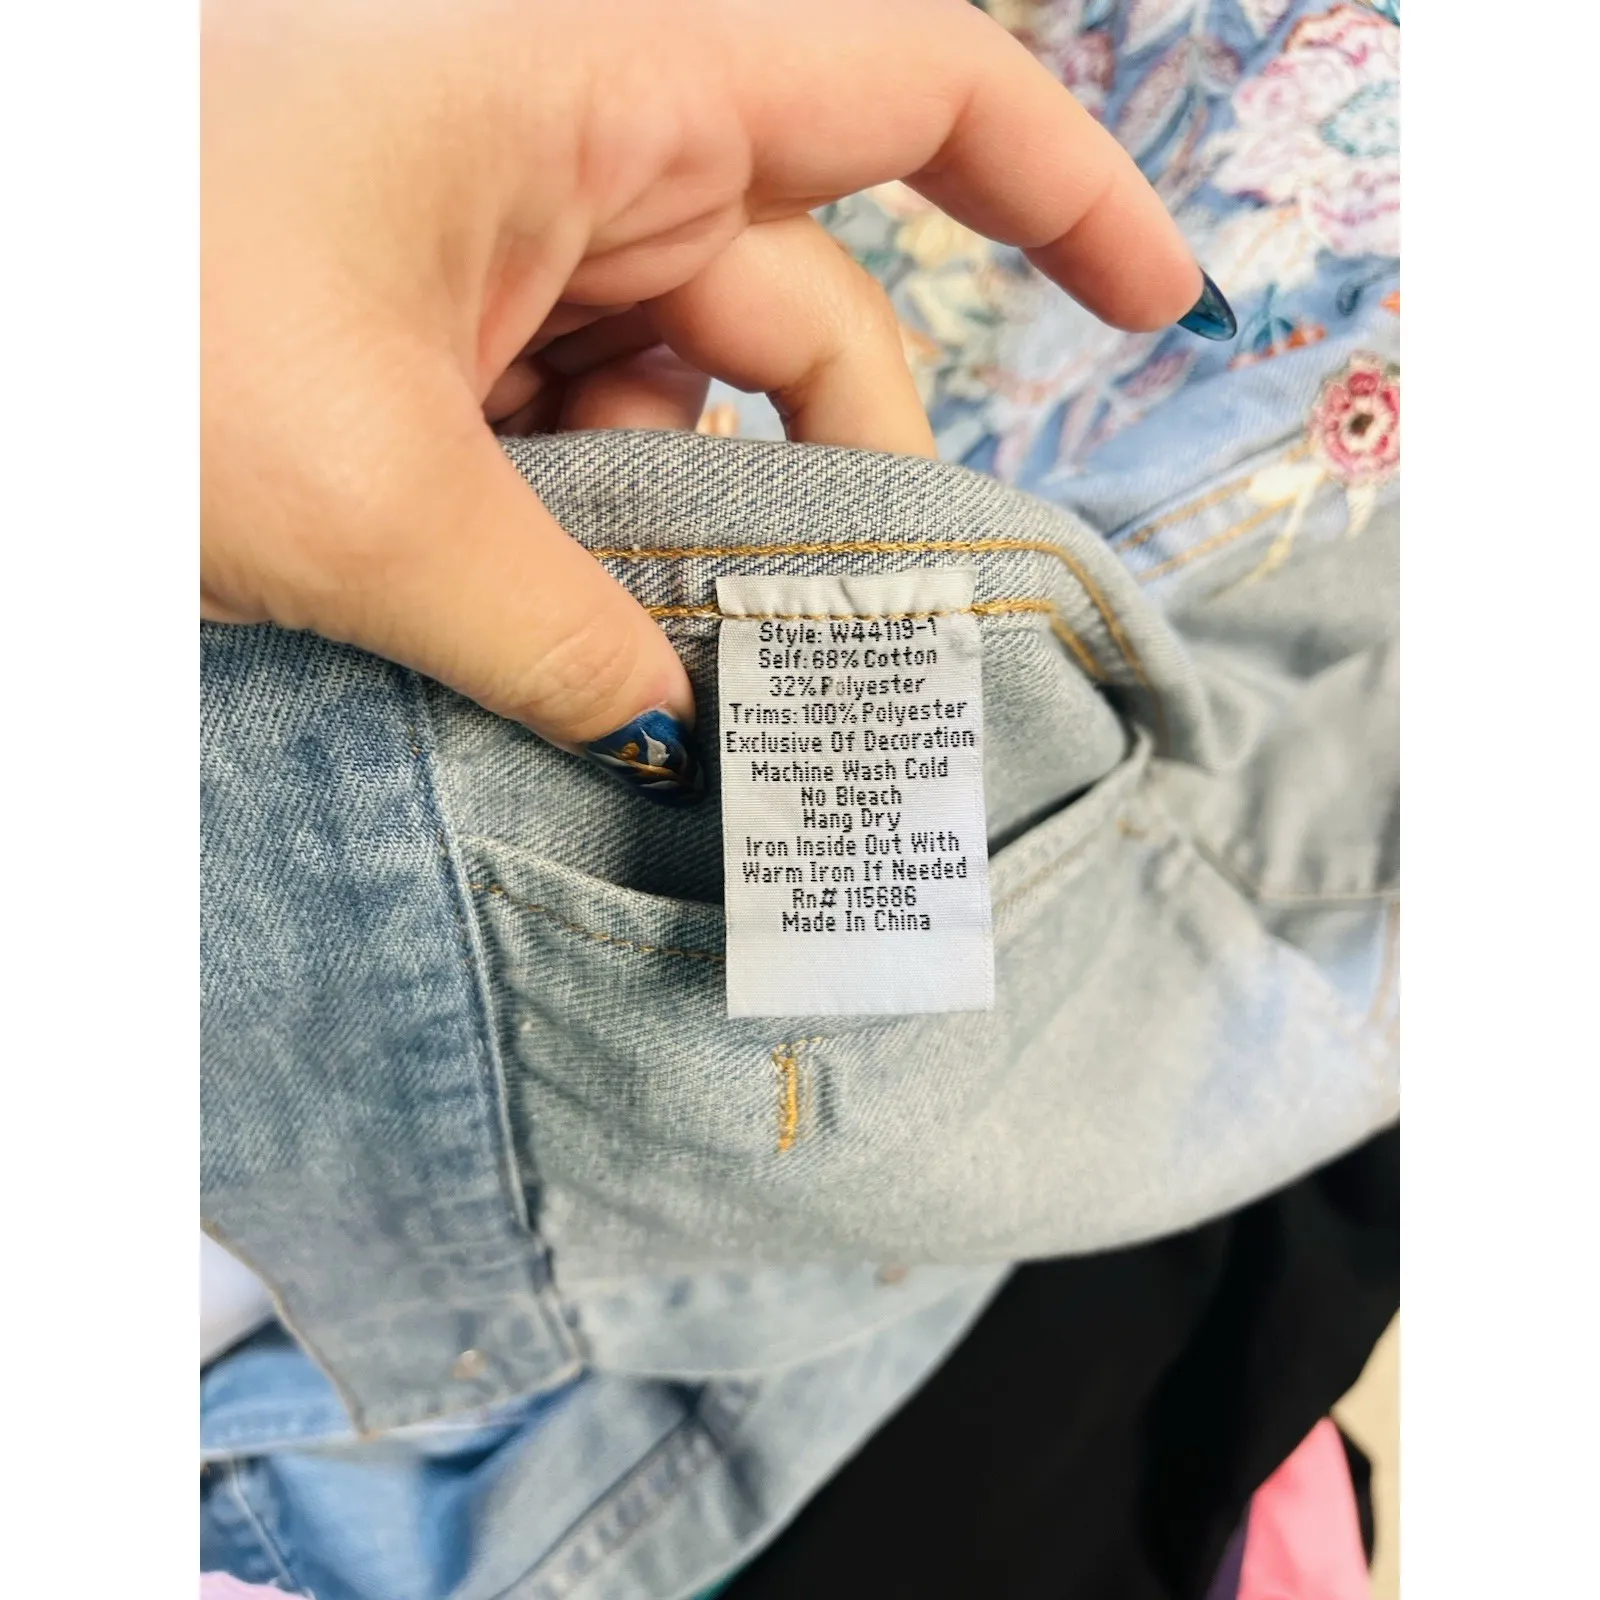 Style: W44119-1
Self: 68% Cotton
32% Polyester
Trims: 100% Polyester
Exclusive Of Decoration
Machine Wash Cold
No Bleach
Hang Dry
Iron Inside Out With
Warm Iron If Needed
Rn# 115686
Made In China